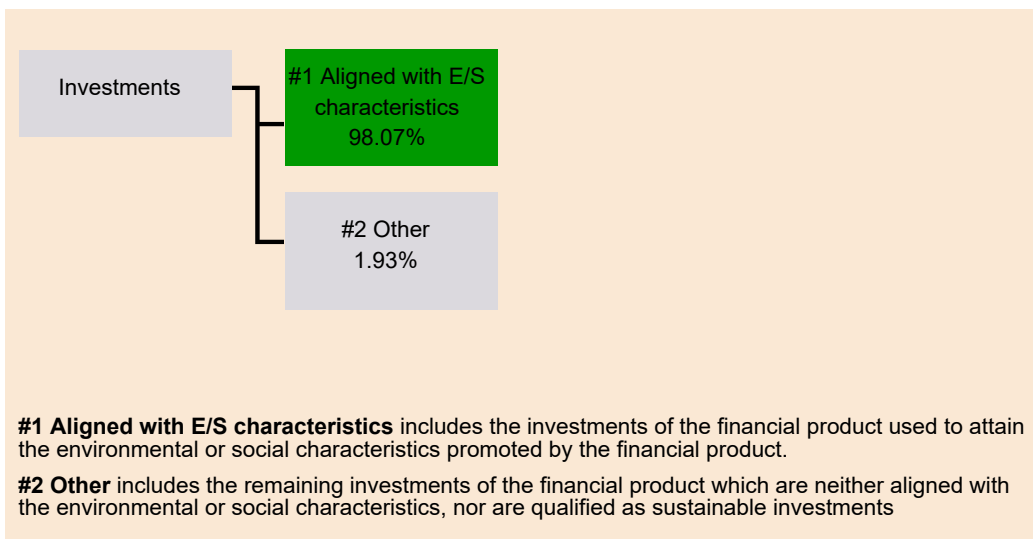 Investments
#1 Aligned with E/S
characteristics
98.07%
#2 Other
1.93%
#1 Aligned with E/S characteristics includes the investments of the financial product used to attain
the environmental or social characteristics promoted by the financial product.
#2 Other includes the remaining investments of the financial product which are neither aligned with
the environmental or social characteristics, nor are qualified as sustainable investments